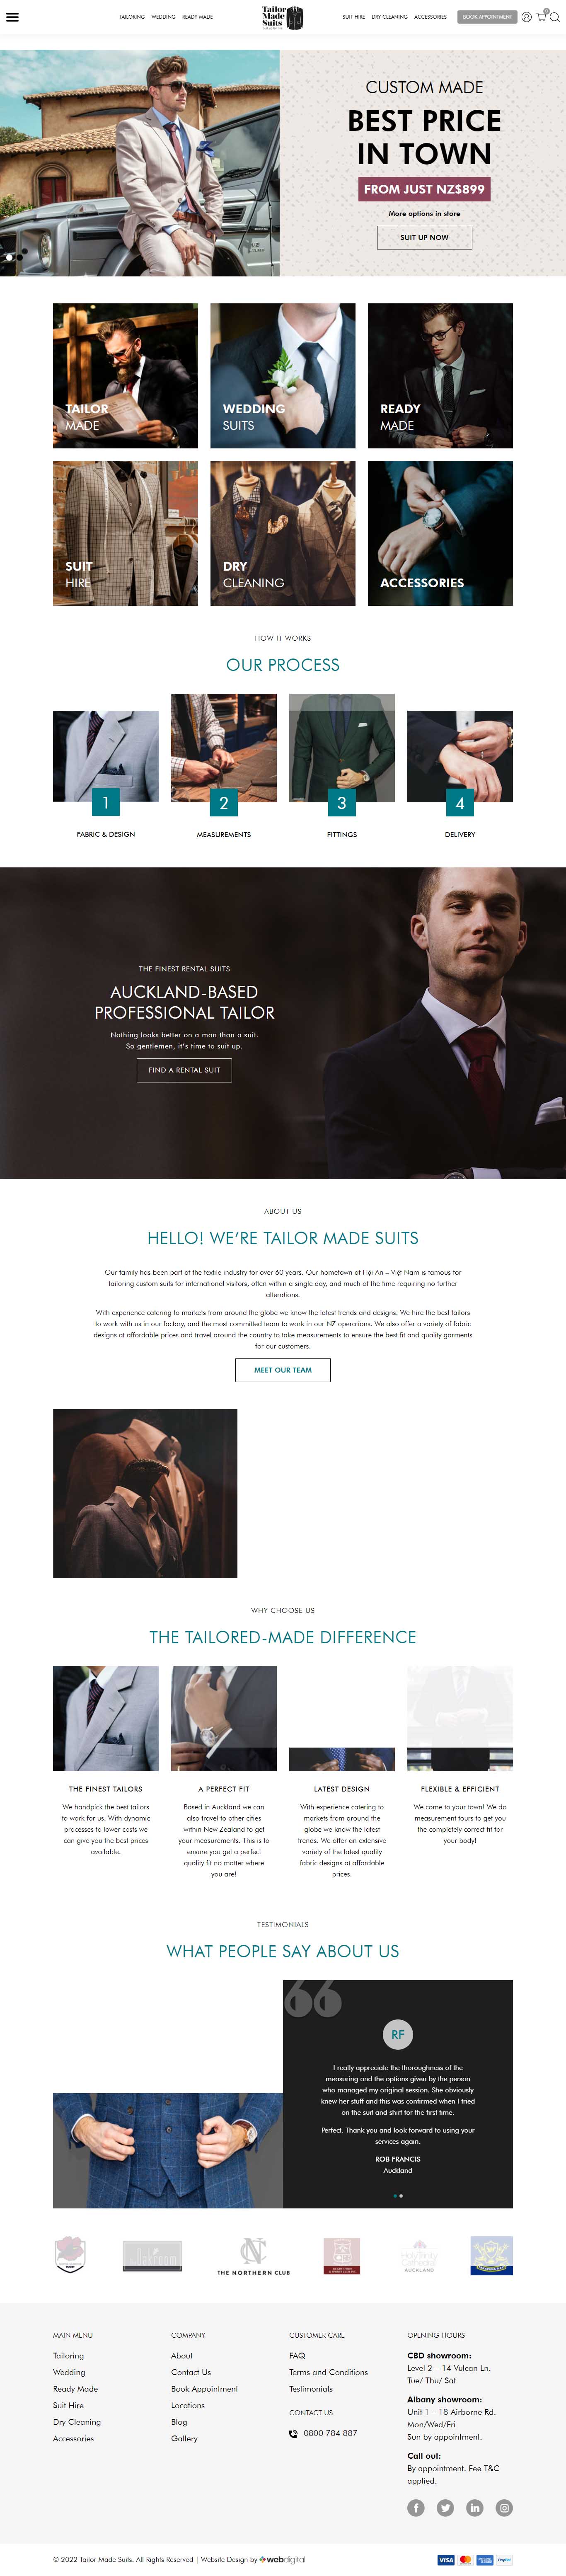 TAILORING WEDDING READY MADE
Tailor
Made
Suits
SUIT HIRE DRY CLEANING ACCESSORIES
BOOK APPOINTMENT
0
CUSTOM MADE
BEST PRICE
IN TOWN
FROM JUST NZ$899
More options in store
SUIT UP NOW
TAILOR
MADE
WEDDING
SUITS
READY
MADE
SUIT
HIRE
DRY
CLEANING
ACCESSORIES
HOW IT WORKS
OUR PROCESS
1
2
3
4
FABRIC & DESIGN
MEASUREMENTS
FITTINGS
DELIVERY
THE FINEST RENTAL SUITS
AUCKLAND-BASED
PROFESSIONAL TAILOR
Nothing looks better on a man than a suit.
So gentlemen, it's time to suit up.
FIND A RENTAL SUIT
ABOUT US
HELLO! WE'RE TAILOR MADE SUITS
Our family has been part of the textile industry for over 60 years. Our hometown of Hội An – Việt Nam is famous for
tailoring custom suits for international visitors, often within a single day, and much of the time requiring no further
alterations.
With experience catering to markets from around the globe we know the latest trends and designs. We hire the best tailors
to work with us in our factory, and the most committed team to work in our NZ operations. We also offer a variety of fabric
designs at affordable prices and travel around the country to take measurements to ensure the best fit and quality garments
for our customers.
MEET OUR TEAM
WHY CHOOSE US
THE TAILORED-MADE DIFFERENCE
THE FINEST TAILORS
We handpick the best tailors
to work for us. With dynamic
processes to lower costs we
can give you the best prices
available.
A PERFECT FIT
Based in Auckland we can
also travel to other cities
within New Zealand to get
your measurements. This is to
ensure you get a perfect
quality fit no matter where
you are!
LATEST DESIGN
With experience catering to
markets from around the
globe we know the latest
trends. We offer an extensive
variety of the latest quality
fabric designs at affordable
prices.
FLEXIBLE & EFFICIENT
We come to your town! We do
measurement tours to get you
the completely correct fit for
your body!
TESTIMONIALS
WHAT PEOPLE SAY ABOUT US
RF
I really appreciate the thoroughness of the
measuring and the options given by the person
who managed my original session. She obviously
knew her stuff and this was confirmed when I tried
on the suit and shirt for the first time.
Perfect. Thank you and look forward to using your
services again.
ROB FRANCIS
Auckland
THE NORTHERN CLUB
AUCKLAND
MAIN MENU
Tailoring
Wedding
Ready Made
Suit Hire
Dry Cleaning
Accessories
COMPANY
About
Contact Us
Book Appointment
Locations
Blog
Gallery
CUSTOMER CARE
FAQ
Terms and Conditions
Testimonials
CONTACT US
0800 784 887
OPENING HOURS
CBD showroom:
Level 2 – 14 Vulcan Ln.
Tue/ Thu/ Sat
Albany showroom:
Unit 1 – 18 Airborne Rd.
Mon/Wed/Fri
Sun by appointment.
Call out:
By appointment. Fee T&C
applied.
© 2022 Tailor Made Suits. All Rights Reserved | Website Design by webdigital
VISA
PayPal